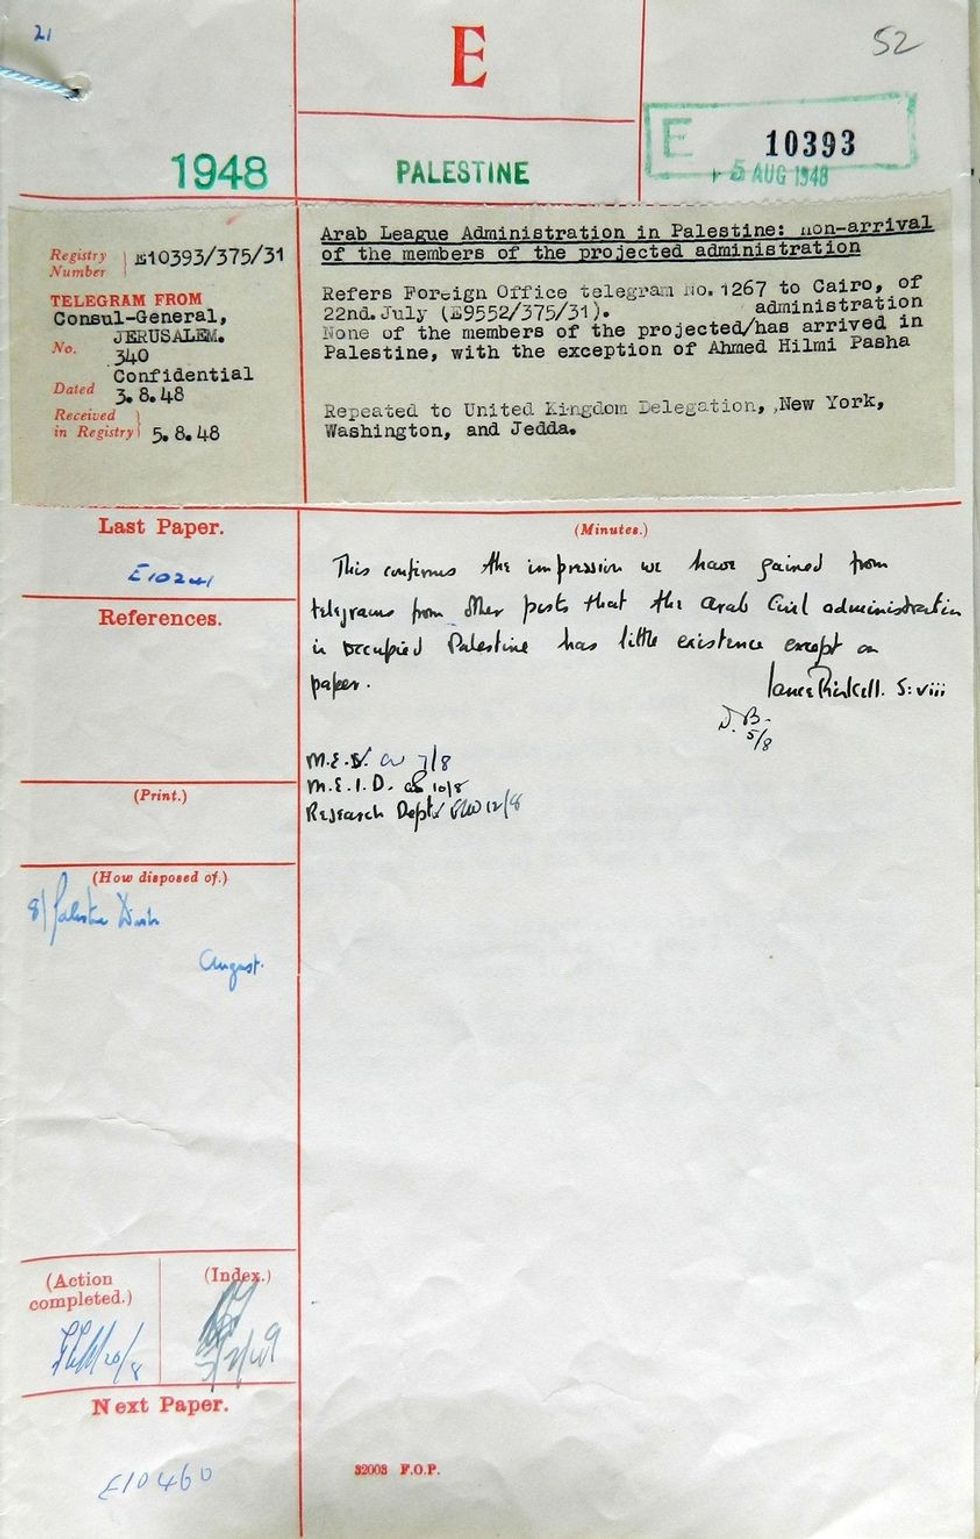 21
52
E
1948
PALESTINE
E 10393
5 AUG 1948
Registry Number E10393/375/31
TELEGRAM FROM
Consul-General,
JERUSALEM.
No. 340
Confidential
Dated 3.8.48
Received
in Registry 5.8.48
Arab League Administration in Palestine: non-arrival
of the members of the projected administration
Refers Foreign Office telegram No.1267 to Cairo, of
22nd.July (E9552/375/31).
administration
None of the members of the projected/has arrived in
Palestine, with the exception of Ahmed Hilmi Pasha
Repeated to United Kingdom Delegation, ,New York,
Washington, and Jedda.
Last Paper.
E10241
References.
(Print.)
(How disposed of.)
August.
(Action
completed.)
20/8
(Index.)
Next Paper.
E10460
(Minutes.)
This confirms the impression we have gained from
telegrams from other posts that the Arab Civil administration
in occupied Palestine has little existence except on
paper.
5:viii
D.B.
5/8
M.E.S. 7/8
M.E.I.D. 10/8
Research Dept 12/8
32003 F.O.P.